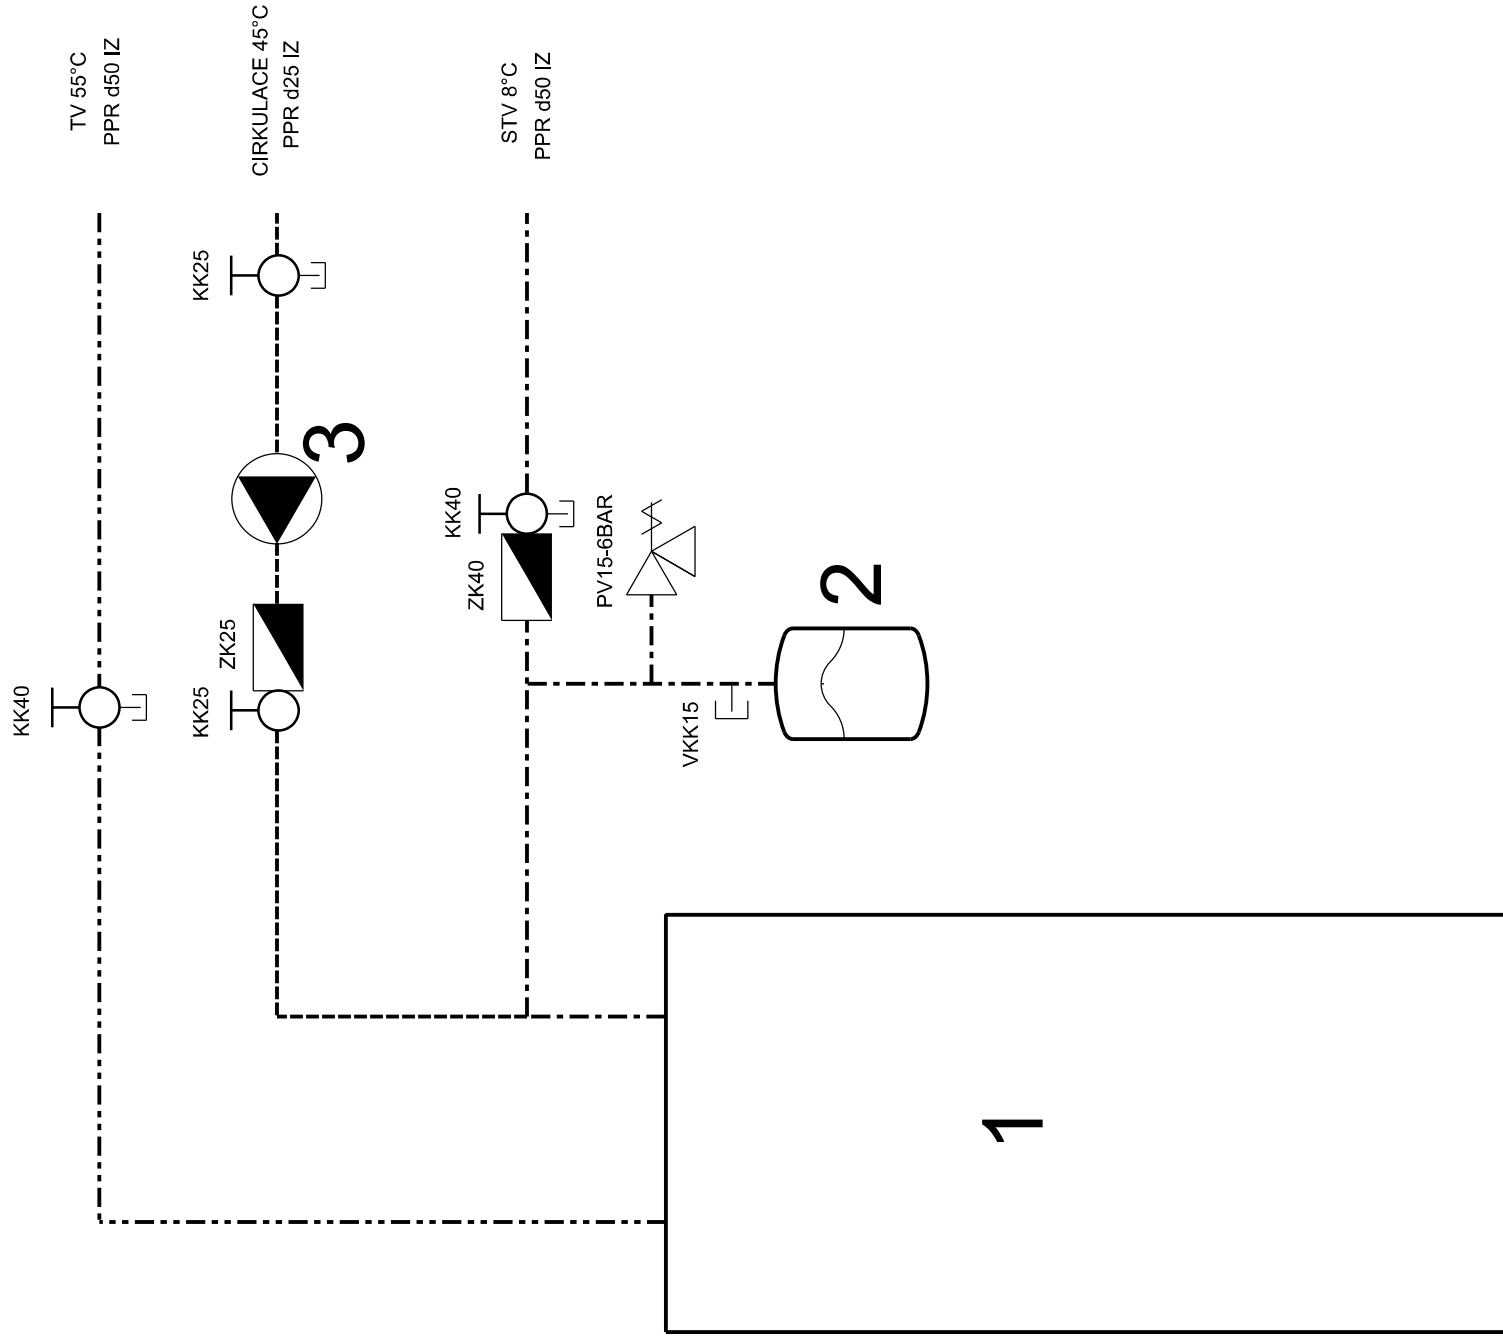 TV 55°C
PPR d50 IZ
CIRKULACE 45°C
PPR d25 IZ
STV 8°C
PPR d50 IZ
KK25
3
KK40
ZK40
PV15-6BAR
2
ZK25
KK25
KK40
VKK15
1